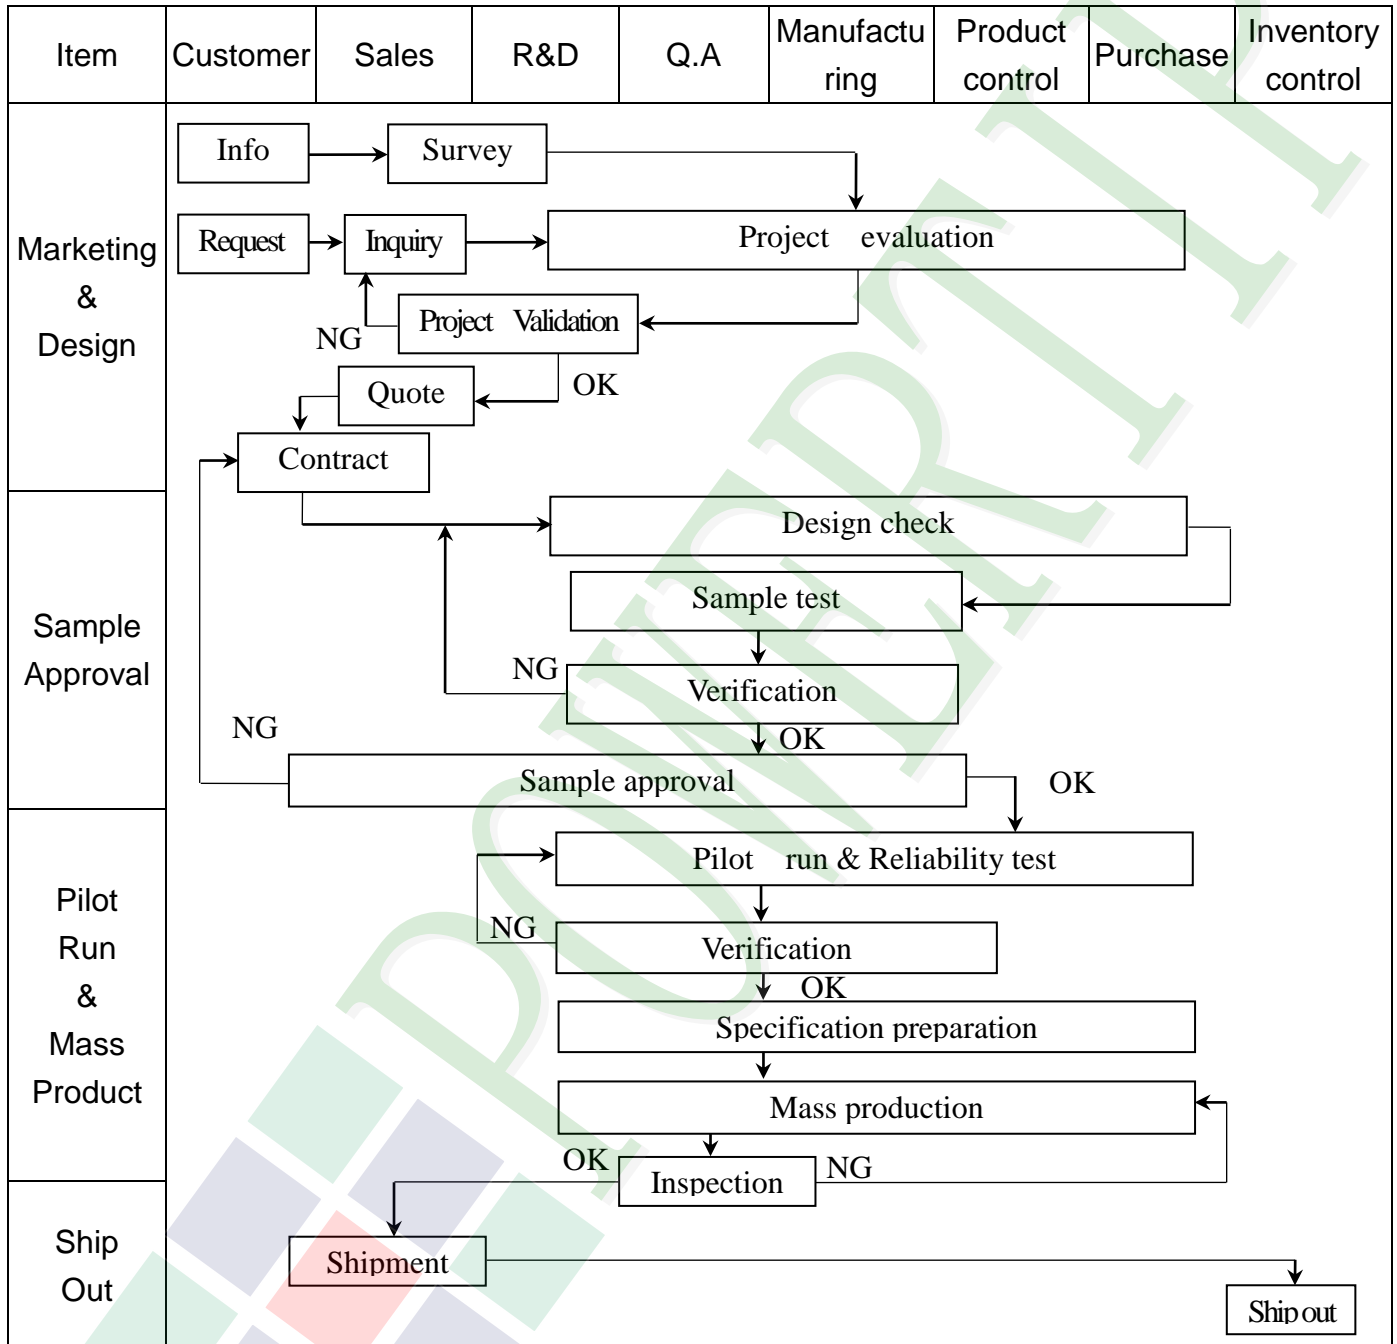 Item
Customer
Sales
R&D
Q.A
Manufactu
ring
Product
control
Purchase
Inventory
control
Marketing
&
Design
Info
Survey
Request
Inquiry
Project evaluation
Project Validation
NG
OK
Quote
Contract
Sample
Approval
Design check
Sample test
NG
Verification
NG
OK
Sample approval
OK
Pilot
Run
&
Mass
Product
Pilot run & Reliability test
NG
Verification
OK
Specification preparation
Mass production
OK
Inspection
NG
Ship
Out
Shipment
Ship out
POWERTIP